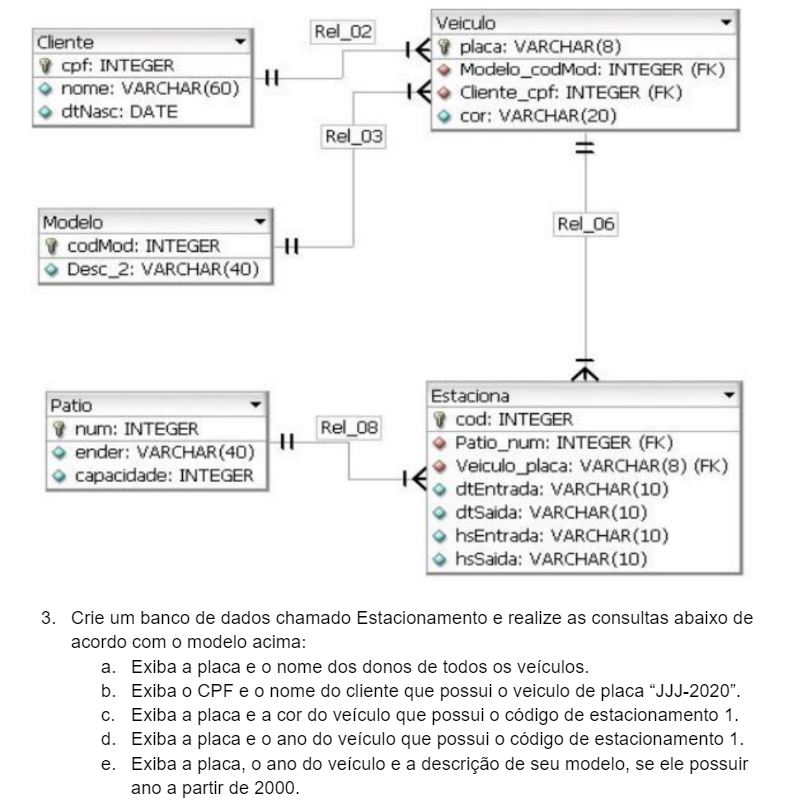 Rel_02
Cliente
cpf: INTEGER
nome: VARCHAR(60)
dtNasc: DATE
Veiculo
placa: VARCHAR(8)
Modelo_codMod: INTEGER (FK)
Cliente_cpf: INTEGER (FK)
cor: VARCHAR(20)
Rel_03
Modelo
codMod: INTEGER
Desc_2: VARCHAR(40)
Rel_06
Patio
num: INTEGER
ender: VARCHAR(40)
capacidade: INTEGER
Rel_08
Estaciona
cod: INTEGER
Patio_num: INTEGER (FK)
Veiculo_placa: VARCHAR(8) (FK)
dtEntrada: VARCHAR(10)
dtSaida: VARCHAR(10)
hsEntrada: VARCHAR(10)
hsSaida: VARCHAR(10)
3. Crie um banco de dados chamado Estacionamento e realize as consultas abaixo de
acordo com o modelo acima:
a. Exiba a placa e o nome dos donos de todos os veículos.
b. Exiba o CPF e o nome do cliente que possui o veiculo de placa “JJJ-2020”.
c. Exiba a placa e a cor do veículo que possui o código de estacionamento 1.
d. Exiba a placa e o ano do veículo que possui o código de estacionamento 1.
e. Exiba a placa, o ano do veículo e a descrição de seu modelo, se ele possuir
ano a partir de 2000.